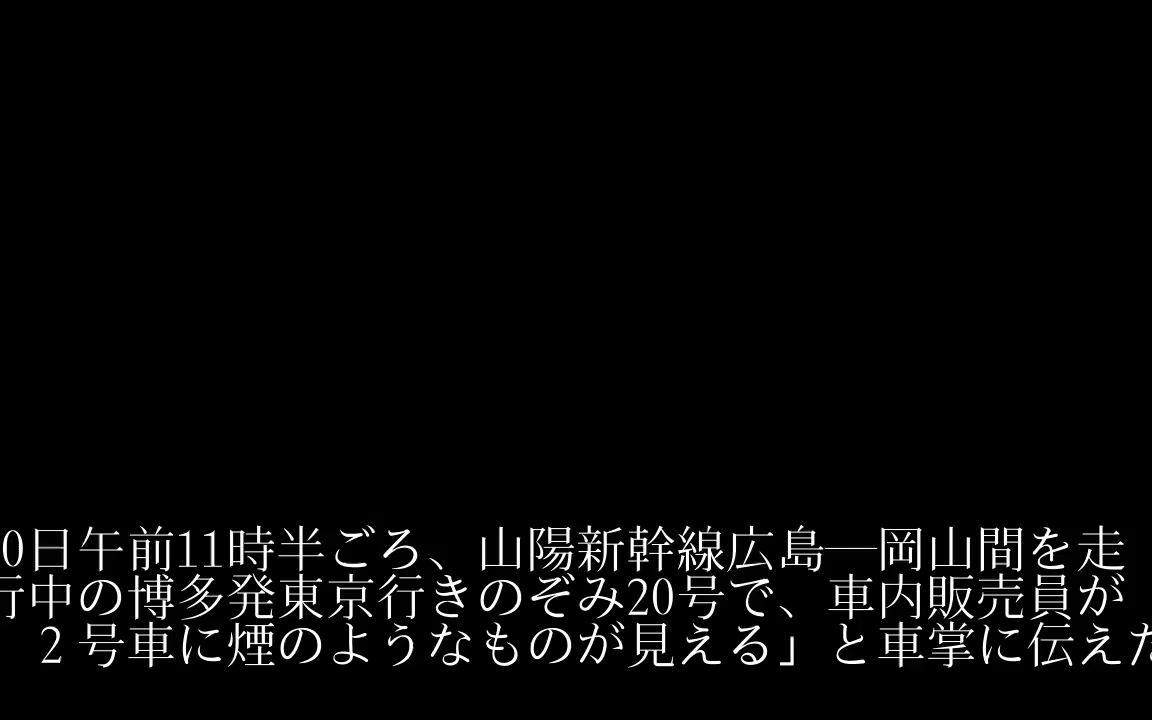 0日午前11時半ごろ、山陽新幹線広島―岡山間を走
行中の博多発東京行きのぞみ20号で、車内販売員が
２号車に煙のようなものが見える」と車掌に伝えた